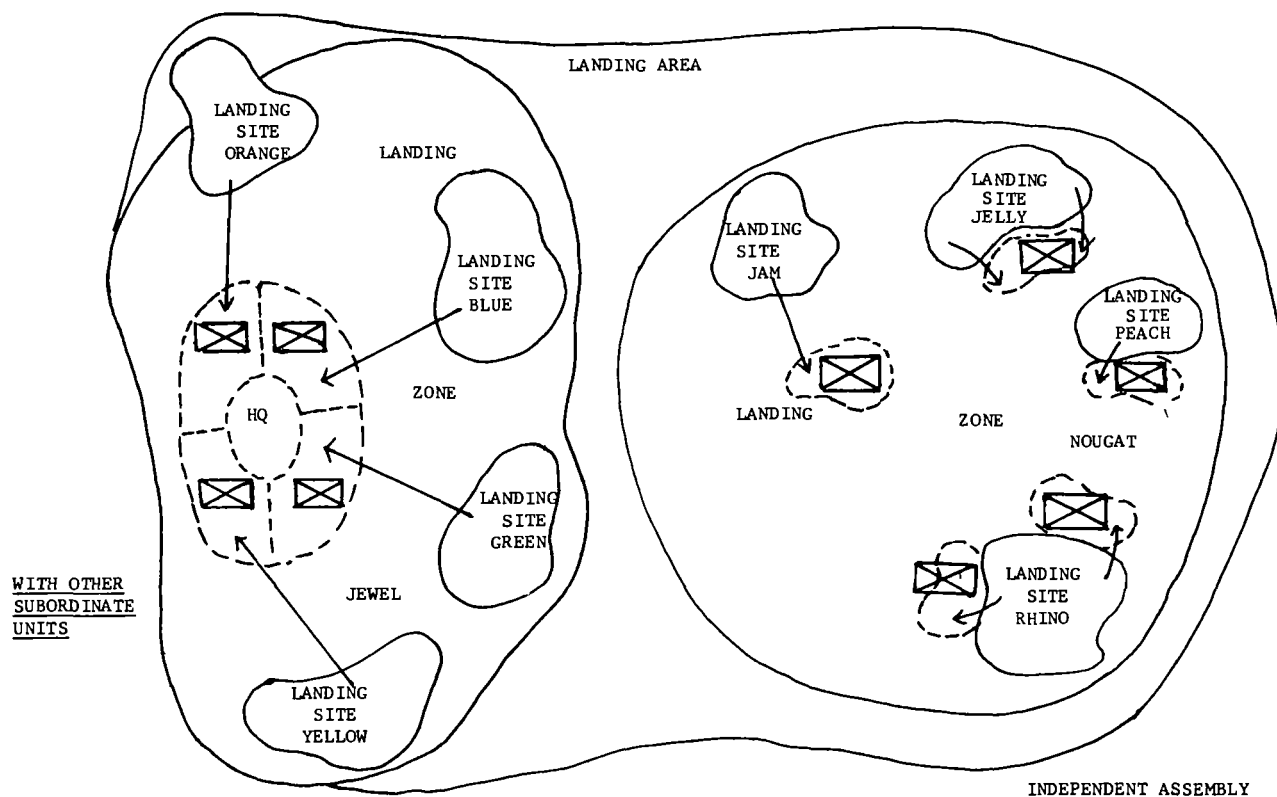 LANDING AREA
LANDING
SITE
ORANGE
LANDING
LANDING
SITE
BLUE
ZONE
HQ
LANDING
SITE
GREEN
JEWEL
LANDING
SITE
YELLOW
WITH OTHER
SUBORDINATE
UNITS
LANDING
SITE
JAM
LANDING
SITE
JELLY
LANDING
SITE
PEACH
LANDING
ZONE
NOUGAT
LANDING
SITE
RHINO
INDEPENDENT ASSEMBLY